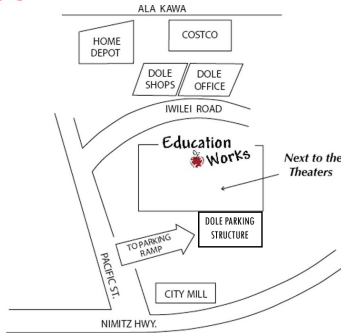 ALA KAWA
HOME
DEPOT
COSTCO
DOLE
SHOPS
DOLE
OFFICE
IWILEI ROAD
Education
Works
Next to the
Theaters
DOLE PARKING
STRUCTURE
TO PARKING
RAMP
PACIFIC ST.
CITY MILL
NIMITZ HWY.